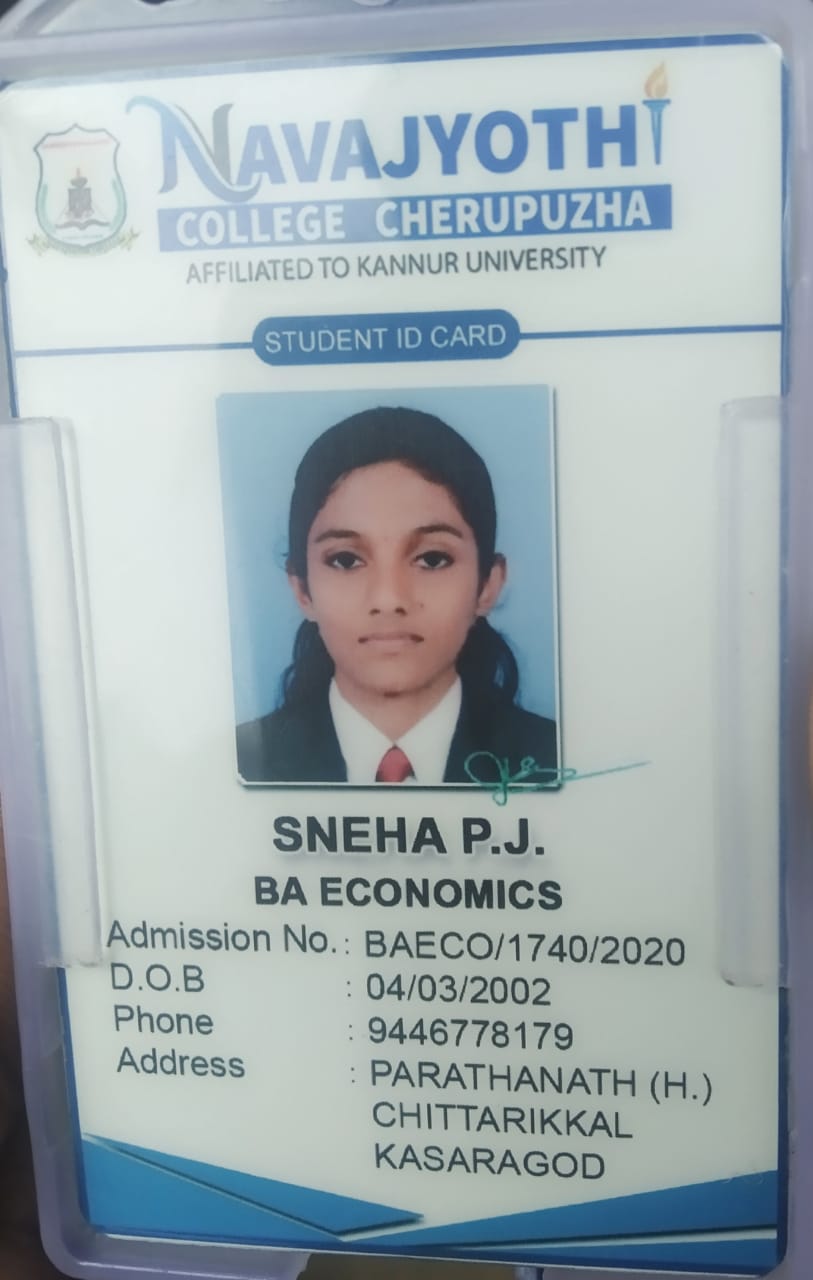 NAVAJYOTHI
COLLEGE CHERUPUZHA
AFFILIATED TO KANNUR UNIVERSITY
STUDENT ID CARD
SNEHA P.J.
BA ECONOMICS
Admission No. : BAECO/1740/2020
D.O.B : 04/03/2002
Phone : 9446778179
Address : PARATHANATH (H.)
CHITTARIKKAL
KASARAGOD